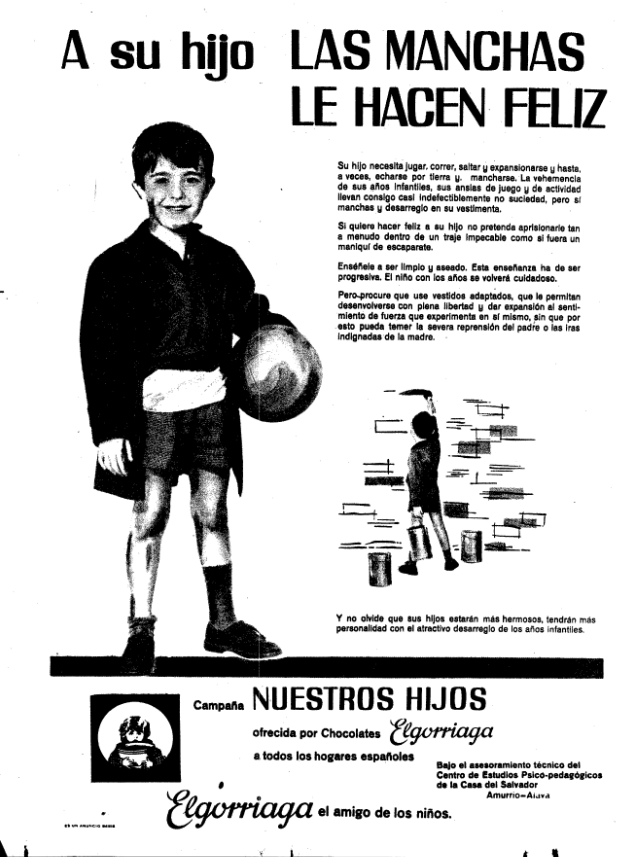 A su hijo LAS MANCHAS
LE HACEN FELIZ
Su hijo necesita jugar, correr, saltar y expansionarse y hasta,
a veces, echarse por tierra y. mancharse. La vehemencia
de sus años infantiles, sus ansias de juego y de actividad
llevan consigo casi indefectiblemente no suciedad, pero sí
manchas y desarreglo en su vestimenta.
Si quiere hacer feliz a su hijo no pretenda aprisionarle tan
a menudo dentro de un traje impecable como si fuera un
maniquí de escaparate.
Enséñele a ser limpio y aseado. Esta enseñanza ha de ser
progresiva. El niño con los años se volverá cuidadoso.
Pero procure que use vestidos adaptados, que le permitan
desenvolverse con plena libertad y dar expansión al senti-
miento de fuerza que experimenta en sí mismo, sin que por
esto pueda temer la severa reprensión del padre o las iras
indignadas de la madre.
Y no olvide que sus hijos estarán más hermosos, tendrán más
personalidad con el atractivo desarreglo de los años infantiles.
Campaña NUESTROS HIJOS
ofrecida por Chocolates Elgorriaga
a todos los hogares españoles
Bajo el asesoramiento técnico del
Centro de Estudios Psico-pedagógicos
de la Casa del Salvador
Amurrio-Alava
Elgorriaga el amigo de los niños.
ES UN ANUNCIO